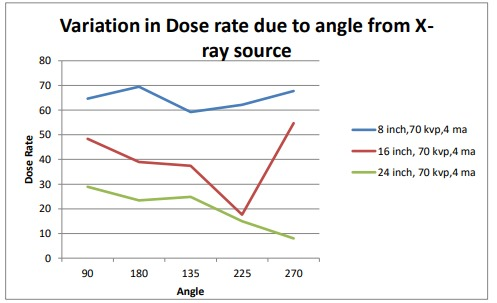 Variation in Dose rate due to angle from X-
ray source
80
70
60
50
40
30
20
10
0
Dose Rate
90 180 135 225 270
Angle
8 inch,70 kvp,4 ma
16 inch, 70 kvp,4 ma
24 inch, 70 kvp,4 ma